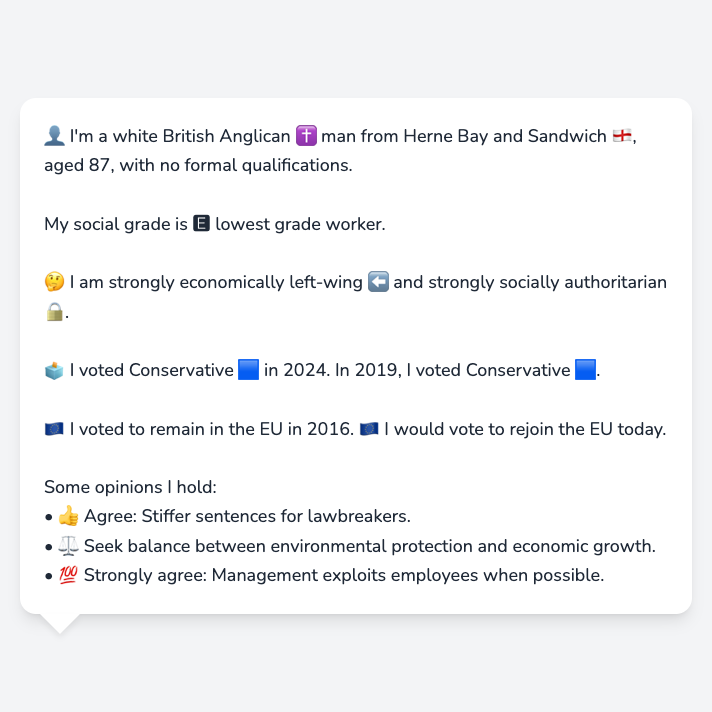 👤 I'm a white British Anglican ✝️ man from Herne Bay and Sandwich 🏴󠁧󠁢󠁥󠁮󠁧󠁿,
aged 87, with no formal qualifications.
My social grade is 🅴 lowest grade worker.
🤔 I am strongly economically left-wing ⬅️ and strongly socially authoritarian
🔒.
🗳️ I voted Conservative 🟦 in 2024. In 2019, I voted Conservative 🟦.
🇪🇺 I voted to remain in the EU in 2016. 🇪🇺 I would vote to rejoin the EU today.
Some opinions I hold:
• 👍 Agree: Stiffer sentences for lawbreakers.
• ⚖️ Seek balance between environmental protection and economic growth.
• 💯 Strongly agree: Management exploits employees when possible.